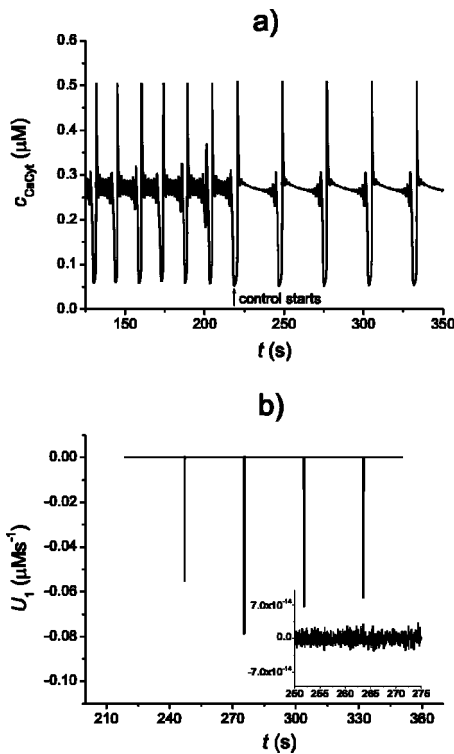 a)
0.6
0.5
0.4
0.3
0.2
0.1
0.0
c_CaCyt (μM)
control starts
150 200 250 300 350
t (s)
b)
0.00
-0.02
-0.04
-0.06
-0.08
-0.10
U₁ (μMs⁻¹)
7.0x10⁻¹⁴
0.0
-7.0x10⁻¹⁴
250 255 260 265 270 275
210 240 270 300 330 360
t (s)